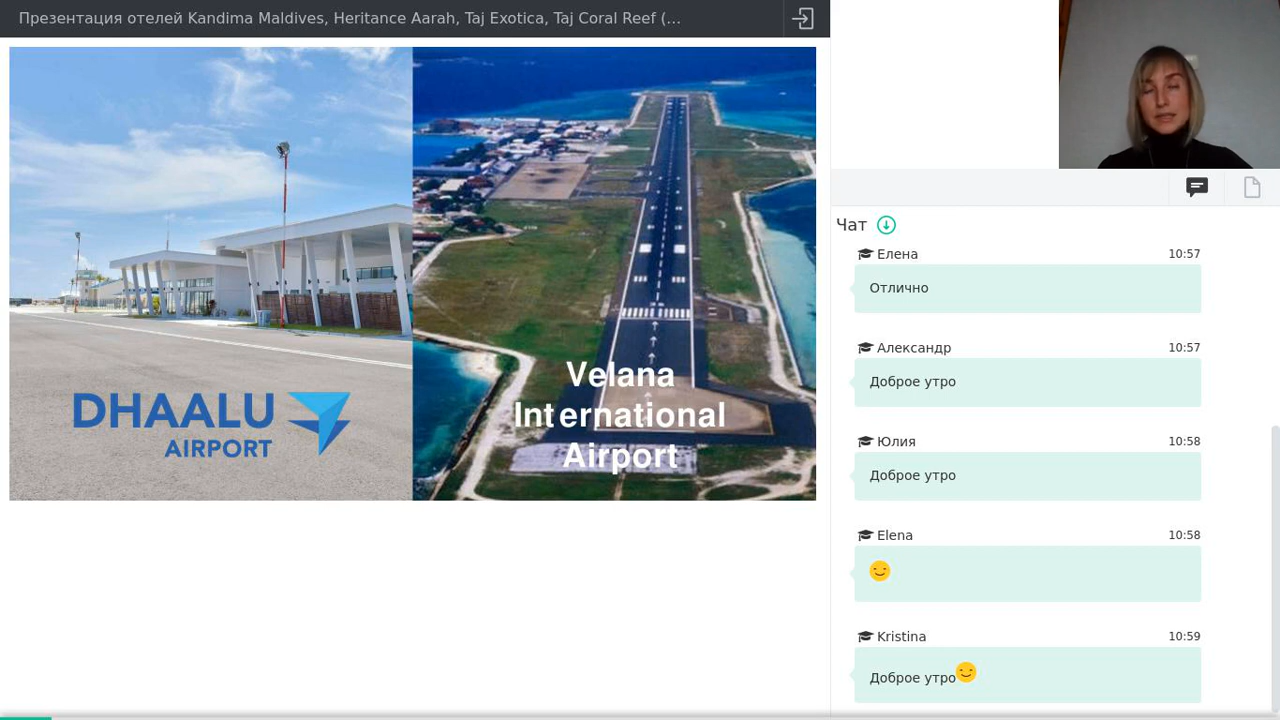 Презентация отелей Kandima Maldives, Heritance Aarah, Taj Exotica, Taj Coral Reef (...
DHAALU
AIRPORT
Velana
International
Airport
Чат
Елена 10:57
Отлично
Александр 10:57
Доброе утро
Юлия 10:58
Доброе утро
Elena 10:58
Kristina 10:59
Доброе утро